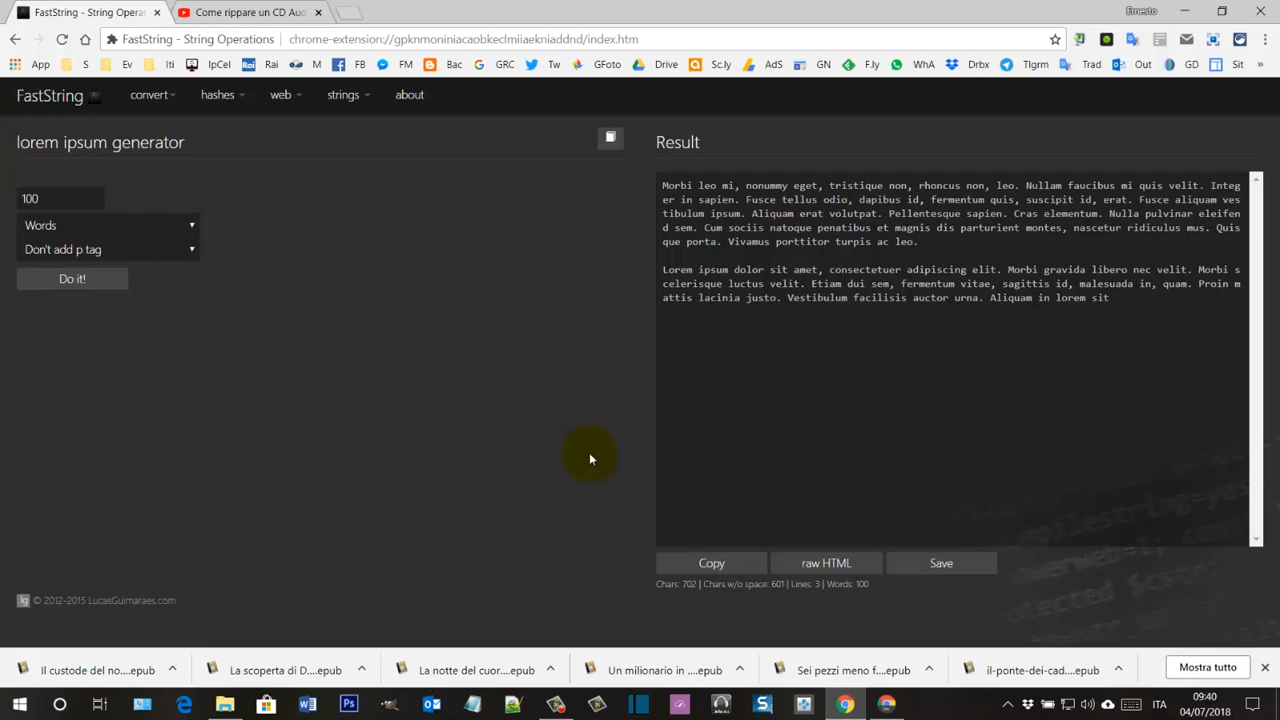 FastString - String Opera
Come rippare un CD Aud
Ernesto
FastString - String Operations
chrome-extension://gpknmoniniacaobkeclmiiaekniaddnd/index.htm
App
S
Ev
Iti
IpCel
Rai
M
FB
FM
Bac
GRC
Tw
GFoto
Drive
Sc.ly
AdS
GN
F.ly
WhA
Drbx
Tlgrm
Trad
Out
GD
Sit
FastString
convert
hashes
web
strings
about
lorem ipsum generator
100
Words
Don't add p tag
Do it!
Result
Morbi leo mi, nonummy eget, tristique non, rhoncus non, leo. Nullam faucibus mi quis velit. Integ
er in sapien. Fusce tellus odio, dapibus id, fermentum quis, suscipit id, erat. Fusce aliquam ves
tibulum ipsum. Aliquam erat volutpat. Pellentesque sapien. Cras elementum. Nulla pulvinar eleifen
d sem. Cum sociis natoque penatibus et magnis dis parturient montes, nascetur ridiculus mus. Quis
que porta. Vivamus porttitor turpis ac leo.
Lorem ipsum dolor sit amet, consectetuer adipiscing elit. Morbi gravida libero nec velit. Morbi s
celerisque luctus velit. Etiam dui sem, fermentum vitae, sagittis id, malesuada in, quam. Proin m
attis lacinia justo. Vestibulum facilisis auctor urna. Aliquam in lorem sit
Copy
raw HTML
Save
Chars: 702 | Chars w/o space: 601 | Lines: 3 | Words: 100
lg © 2012-2015 LucasGuimaraes.com
Il custode del no....epub
La scoperta di D....epub
La notte del cuor....epub
Un milionario in ....epub
Sei pezzi meno f....epub
il-ponte-dei-cad....epub
Mostra tutto
ITA
09:40
04/07/2018